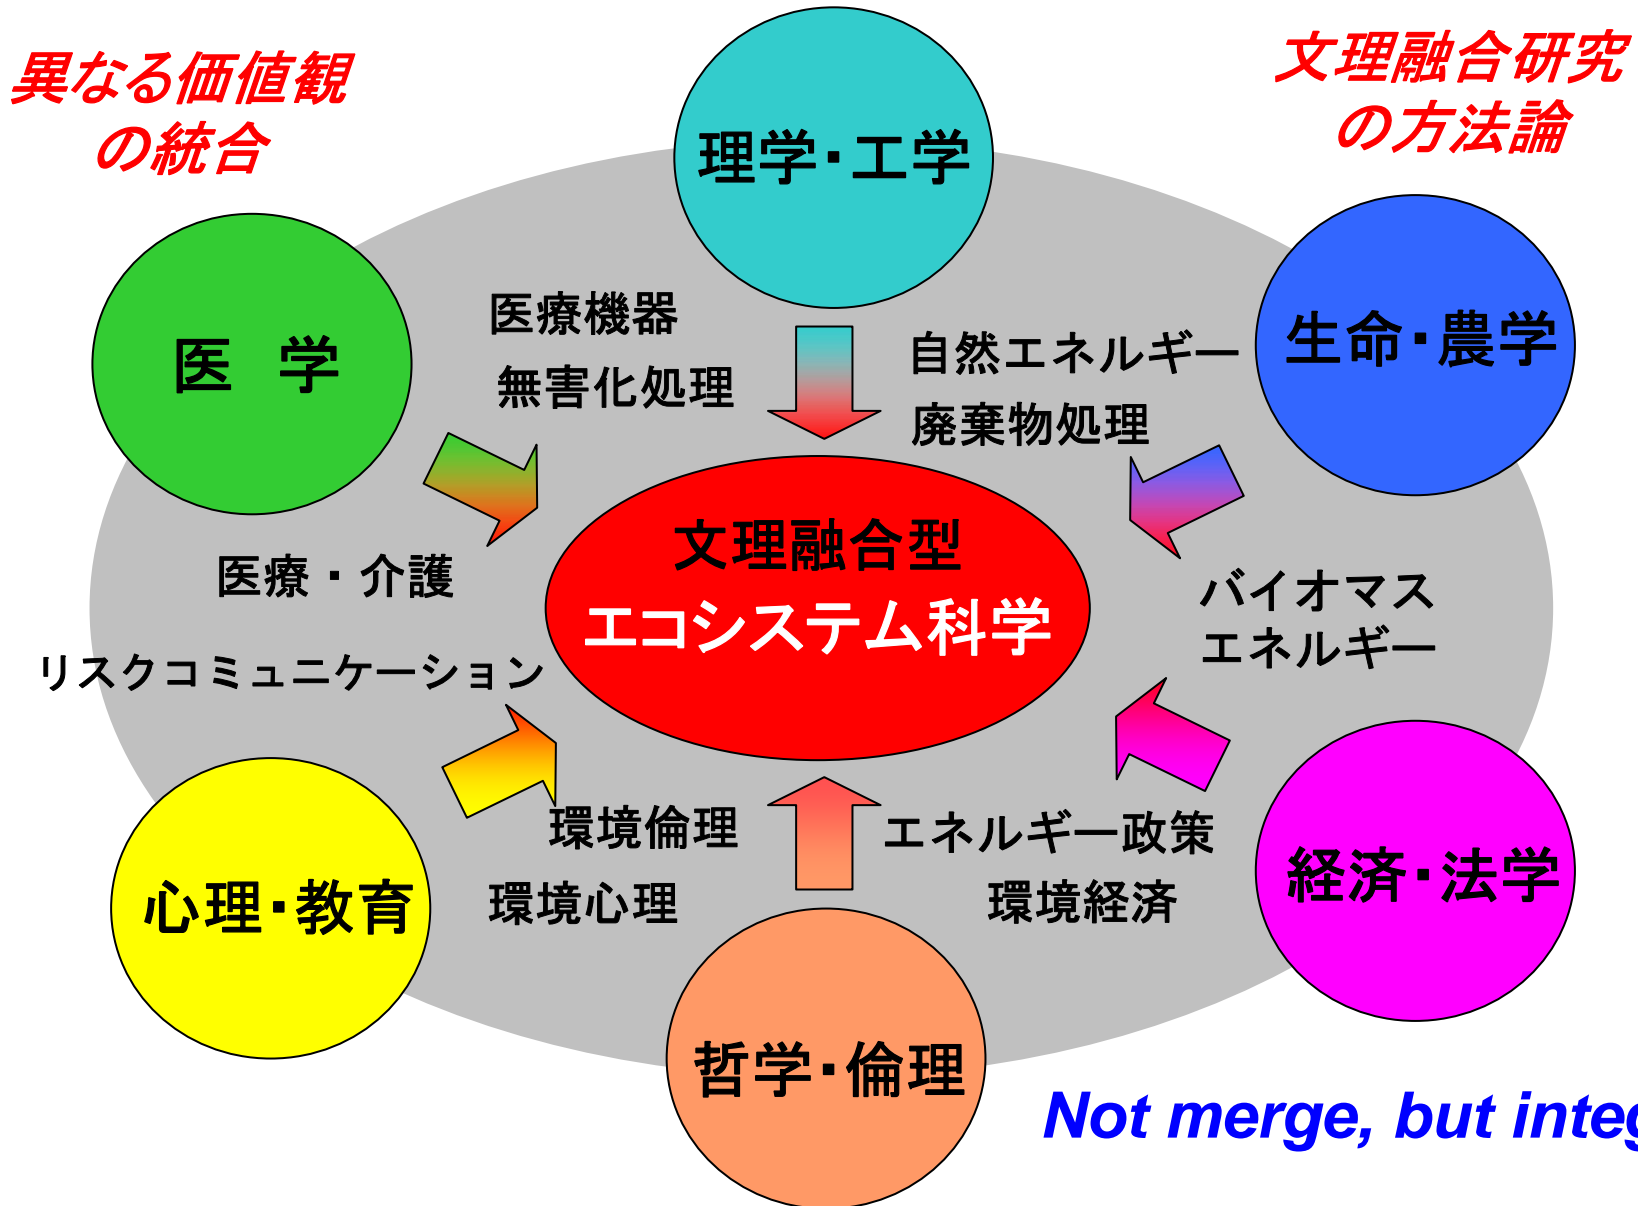 異なる価値観
の統合
文理融合研究
の方法論
理学・工学
医 学
生命・農学
医療機器
無害化処理
自然エネルギー
廃棄物処理
文理融合型
エコシステム科学
医療・介護
リスクコミュニケーション
バイオマス
エネルギー
環境倫理
環境心理
エネルギー政策
環境経済
心理・教育
経済・法学
哲学・倫理
Not merge, but